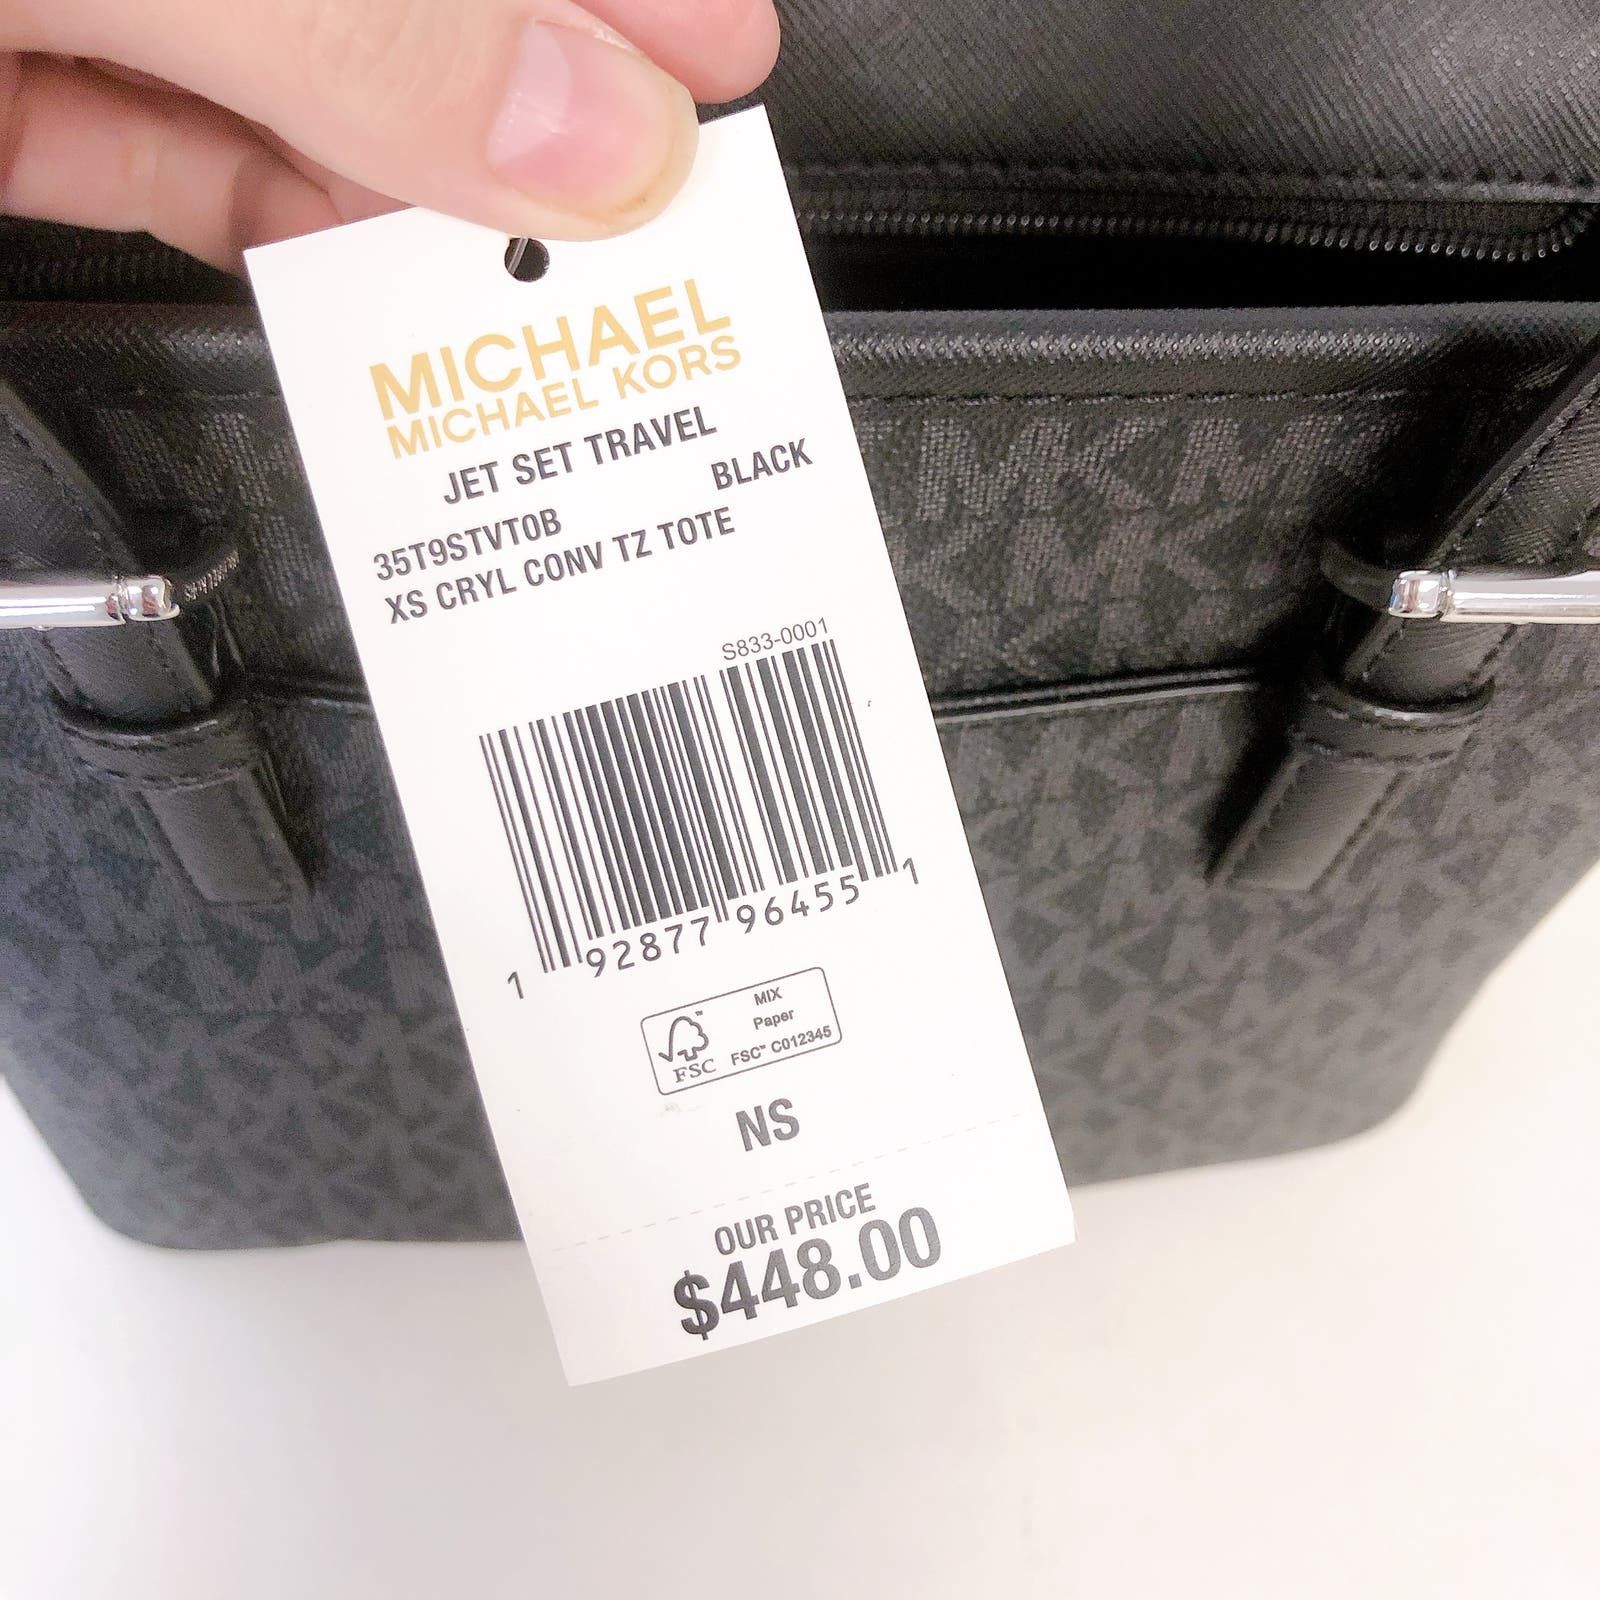 MICHAEL
MICHAEL KORS
JET SET TRAVEL
BLACK
35T9STVT0B
XS CRYL CONV TZ TOTE
S833-0001
1 92877 96455 1
MIX
Paper
FSC™ C012345
FSC
NS
OUR PRICE
$448.00